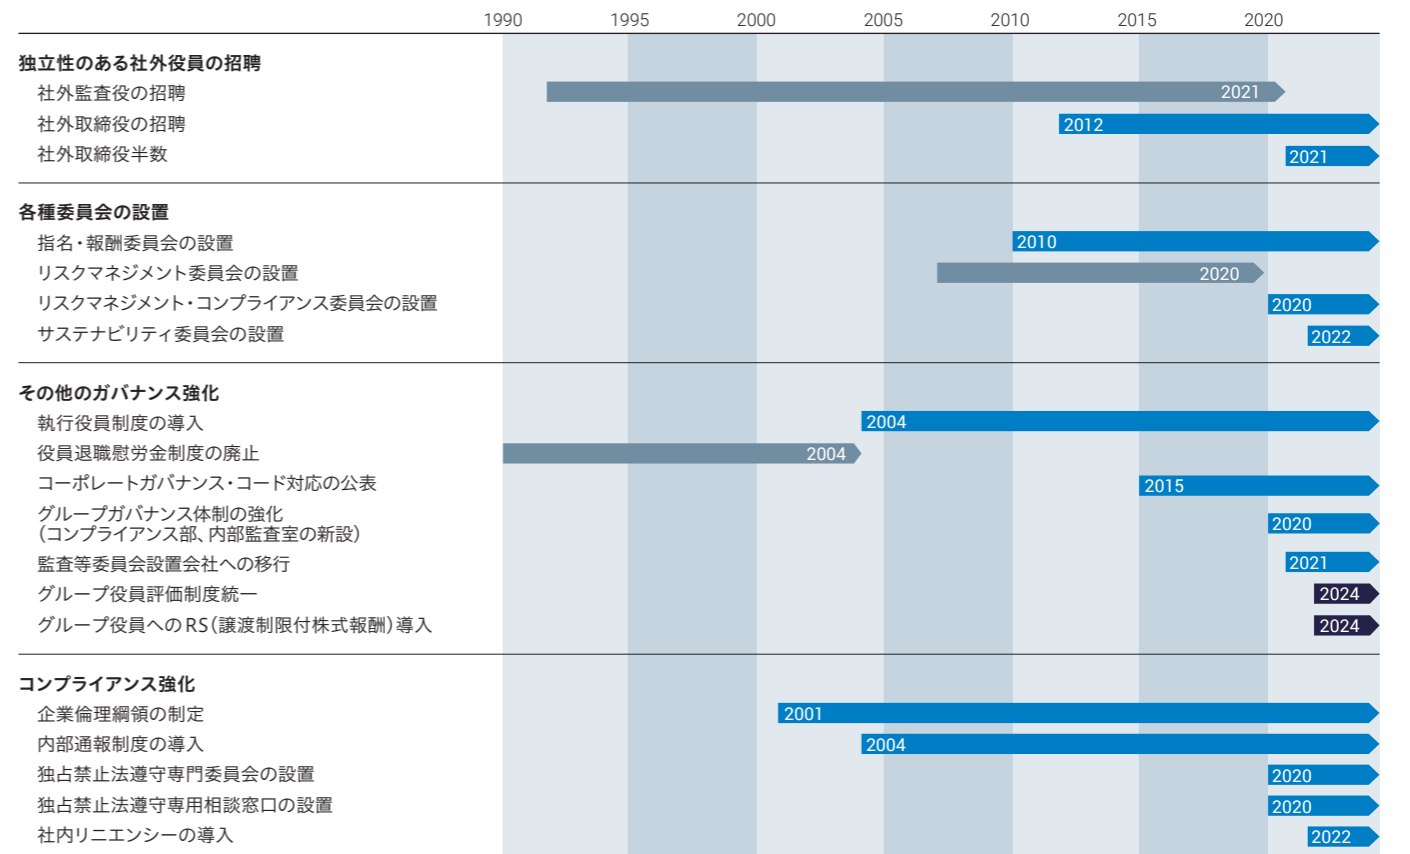 1990 1995 2000 2005 2010 2015 2020
独立性のある社外役員の招聘
社外監査役の招聘 2021
社外取締役の招聘 2012
社外取締役半数 2021
各種委員会の設置
指名・報酬委員会の設置 2010
リスクマネジメント委員会の設置 2020
リスクマネジメント・コンプライアンス委員会の設置 2020
サステナビリティ委員会の設置 2022
その他のガバナンス強化
執行役員制度の導入 2004
役員退職慰労金制度の廃止 2004
コーポレートガバナンス・コード対応の公表 2015
グループガバナンス体制の強化
（コンプライアンス部、内部監査室の新設） 2020
監査等委員会設置会社への移行 2021
グループ役員評価制度統一 2024
グループ役員へのRS（譲渡制限付株式報酬）導入 2024
コンプライアンス強化
企業倫理綱領の制定 2001
内部通報制度の導入 2004
独占禁止法遵守専門委員会の設置 2020
独占禁止法遵守専用相談窓口の設置 2020
社内リニエンシーの導入 2022